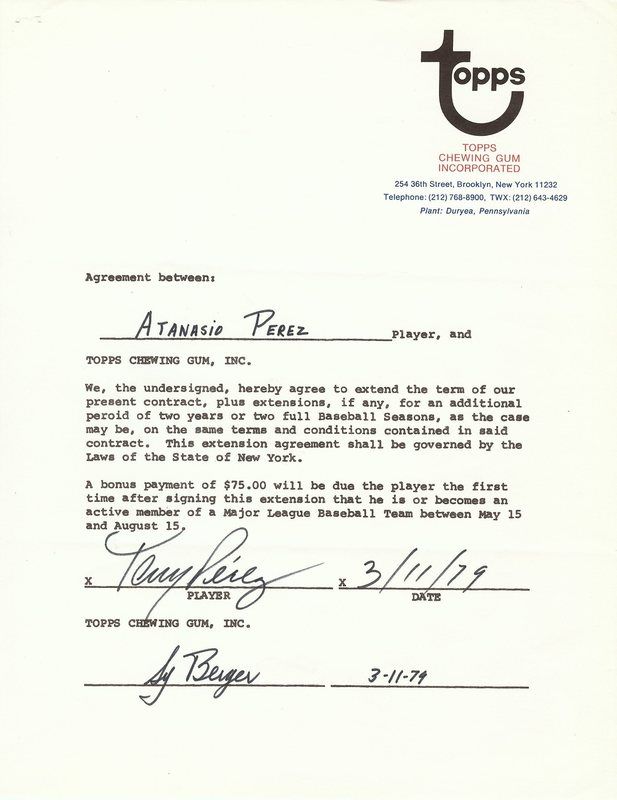 topps
TOPPS
CHEWING GUM
INCORPORATED
254 36th Street, Brooklyn, New York 11232
Telephone: (212) 768-8900, TWX: (212) 643-4629
Plant: Duryea, Pennsylvania
Agreement between:
ATANASIO PEREZ Player, and
TOPPS CHEWING GUM, INC.
We, the undersigned, hereby agree to extend the term of our
present contract, plus extensions, if any, for an additional
peroid of two years or two full Baseball Seasons, as the case
may be, on the same terms and conditions contained in said
contract. This extension agreement shall be governed by the
Laws of the State of New York.
A bonus payment of $75.00 will be due the player the first
time after signing this extension that he is or becomes an
active member of a Major League Baseball Team between May 15
and August 15.
X Tony Pérez X 3/11/79
PLAYER DATE
TOPPS CHEWING GUM, INC.
Sy Berger 3-11-79